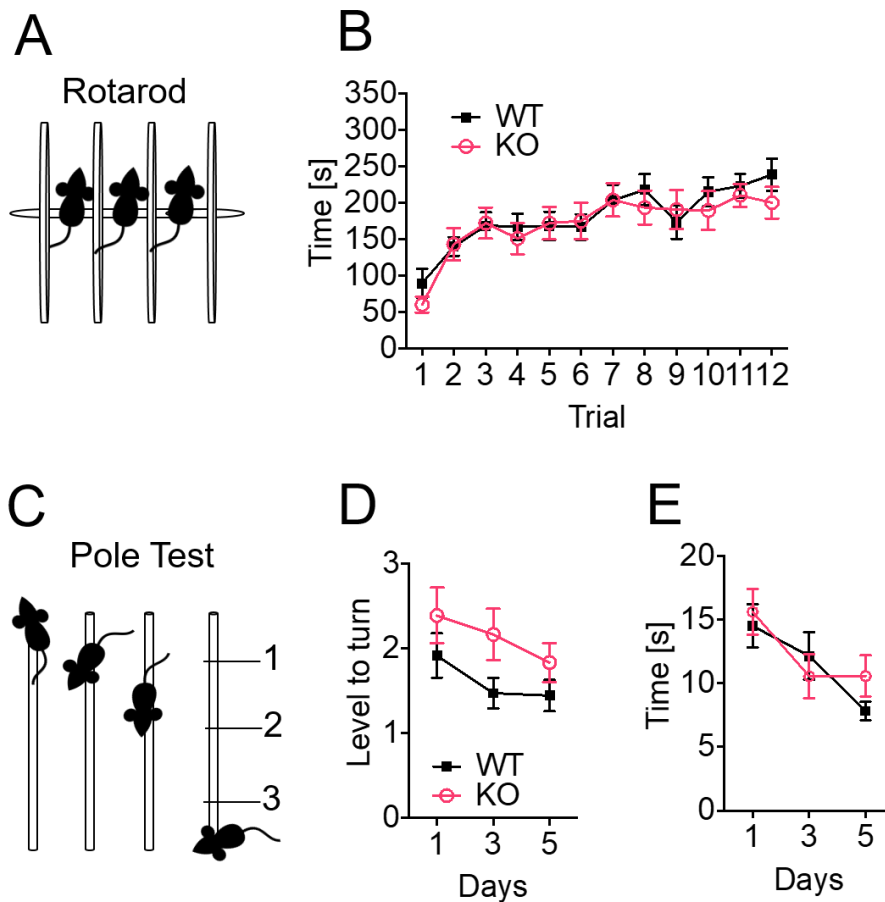 A
Rotarod
B
350
300
250
200
150
100
50
0
Time [s]
WT
KO
1 2 3 4 5 6 7 8 9 10 11 12
Trial
C
Pole Test
1
2
3
D
3
2
1
0
Level to turn
WT
KO
1 3 5
Days
E
20
15
10
5
0
Time [s]
1 3 5
Days